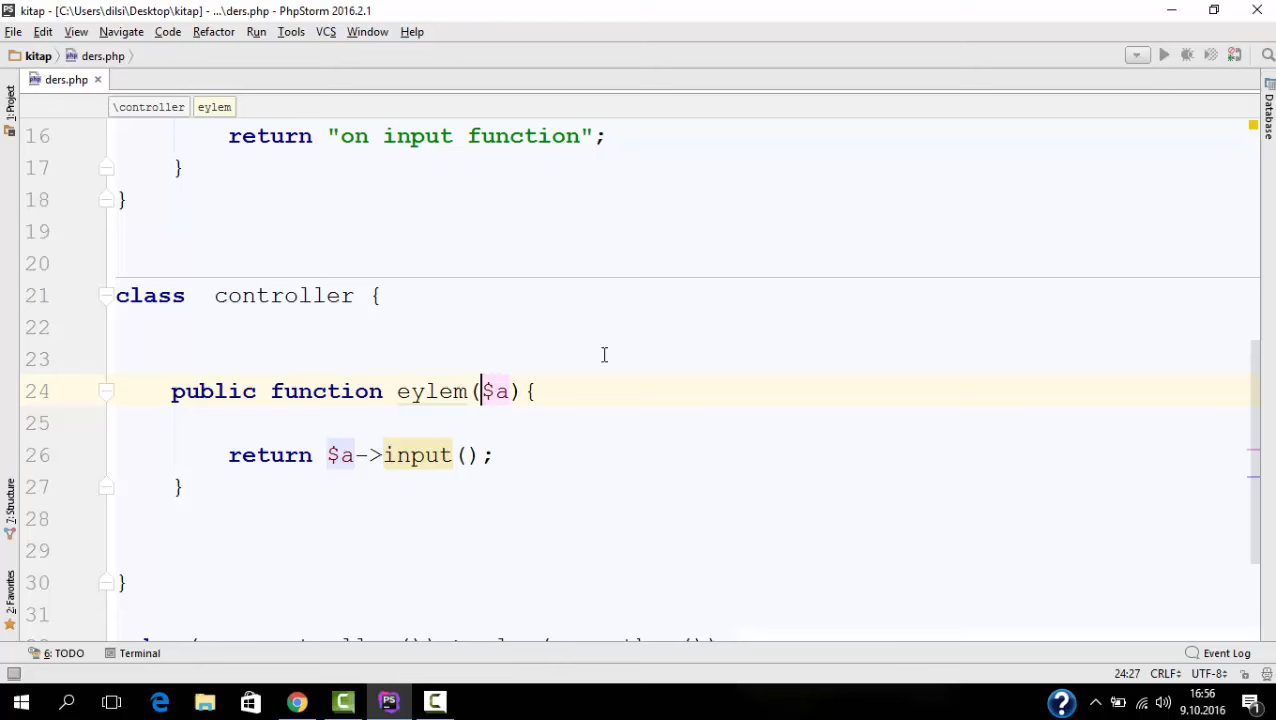 kitap - [C:\Users\dilsi\Desktop\kitap] - ...\ders.php - PhpStorm 2016.2.1
File Edit View Navigate Code Refactor Run Tools VCS Window Help
kitap ders.php
ders.php
\controller eylem
1: Project
Database
16 return "on input function";
17 }
18 }
19
20
21 class  controller {
22
23
24 public function eylem($a){
25
26 return $a->input();
27 }
28
29
30 }
31
7: Structure
2: Favorites
6: TODO Terminal Event Log
24:27 CRLF UTF-8
16:56
9.10.2016